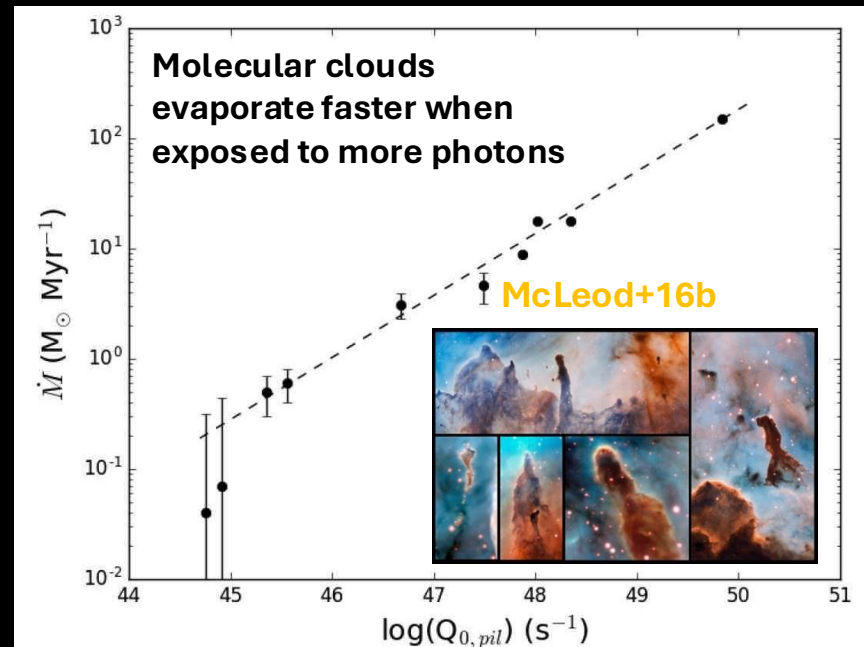 Molecular clouds
evaporate faster when
exposed to more photons
McLeod+16b
10³
10²
10¹
10⁰
10⁻¹
10⁻²
Ṁ (M⊙ Myr⁻¹)
44 45 46 47 48 49 50 51
log(Q₀,pil) (s⁻¹)